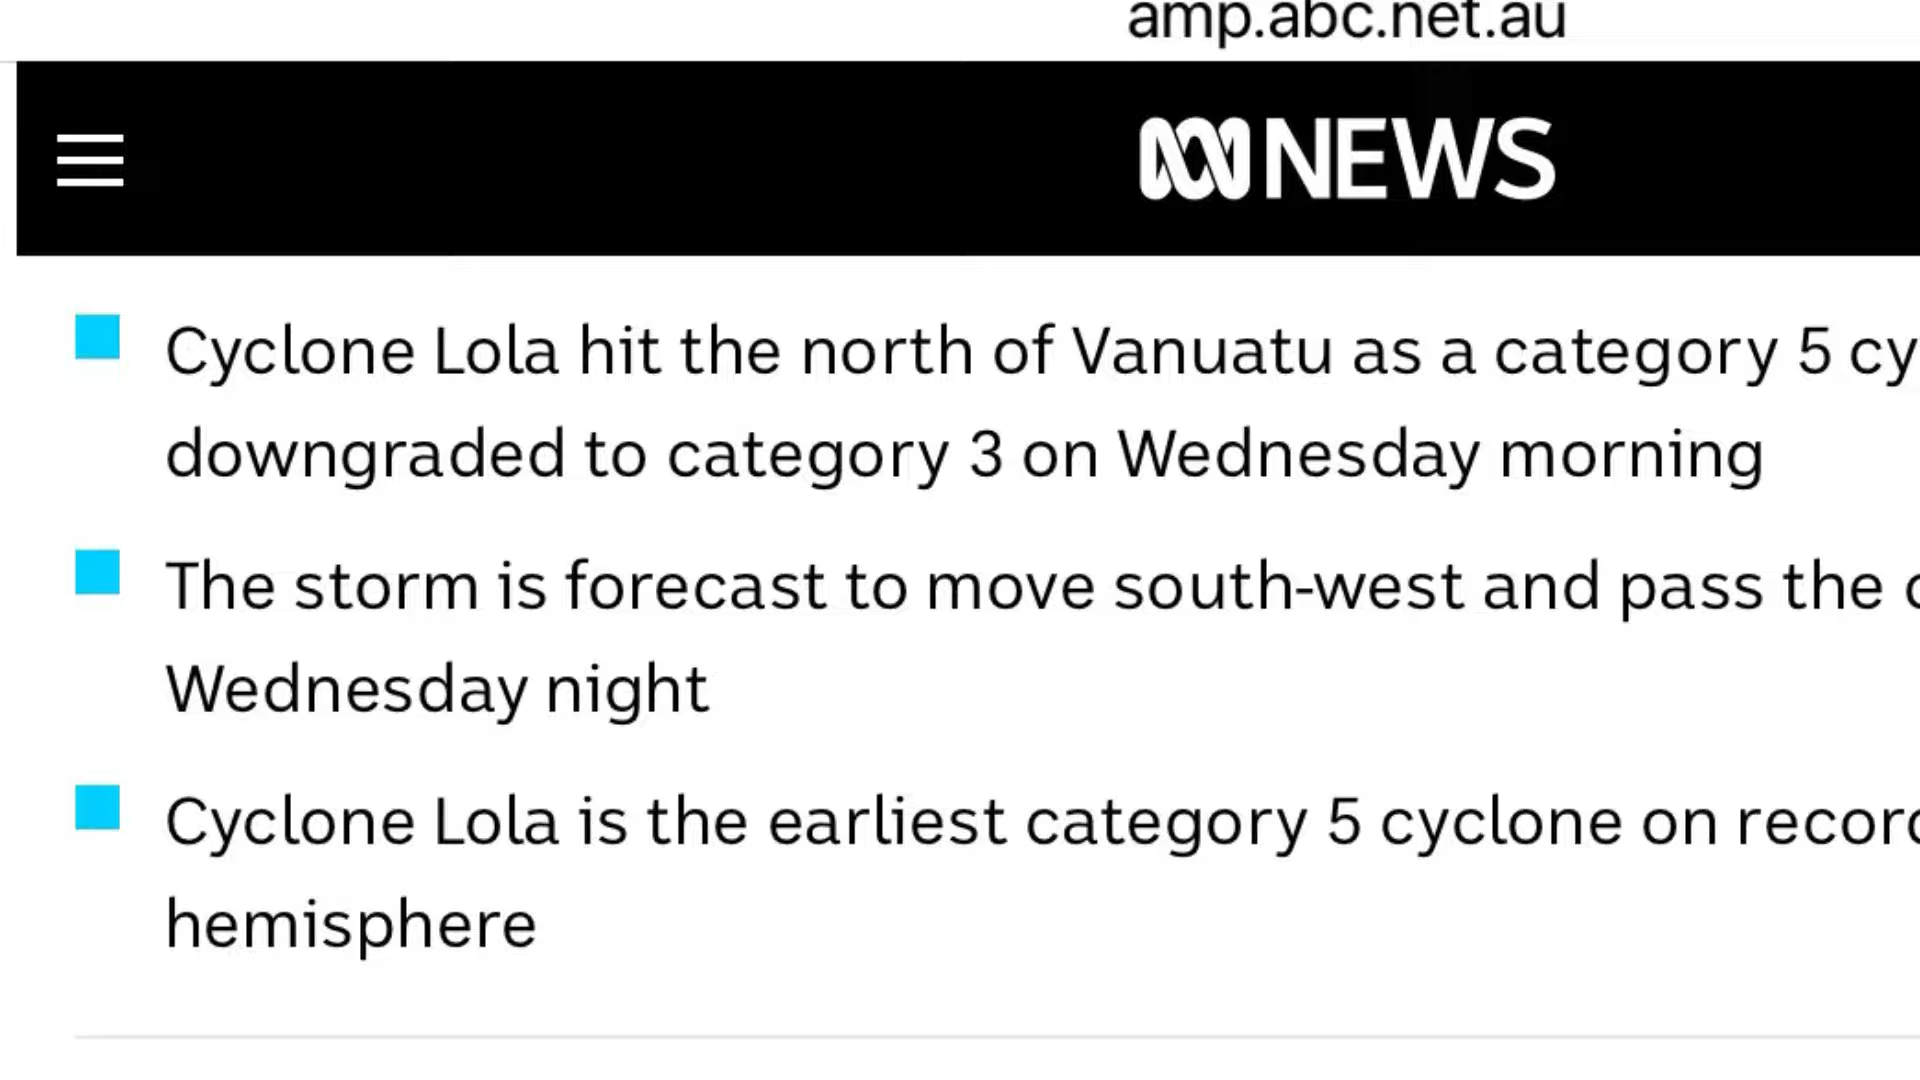 amp.abc.net.au
NEWS
Cyclone Lola hit the north of Vanuatu as a category 5 cy
downgraded to category 3 on Wednesday morning
The storm is forecast to move south-west and pass the
Wednesday night
Cyclone Lola is the earliest category 5 cyclone on recor
hemisphere